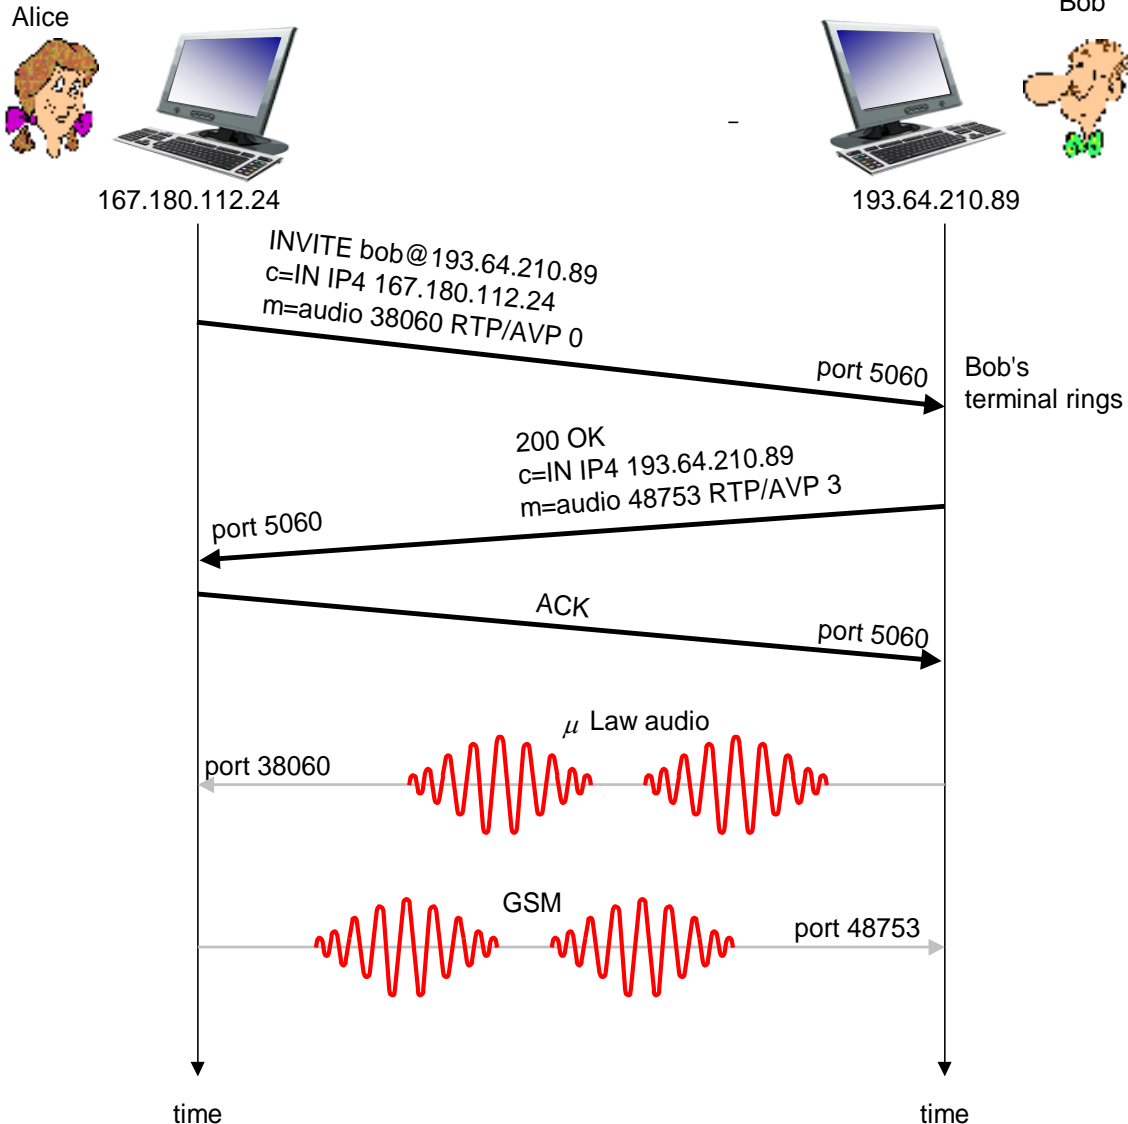 Alice
Bob
167.180.112.24
193.64.210.89
INVITE bob@193.64.210.89
c=IN IP4 167.180.112.24
m=audio 38060 RTP/AVP 0
port 5060
Bob's
terminal rings
200 OK
c=IN IP4 193.64.210.89
m=audio 48753 RTP/AVP 3
port 5060
ACK
port 5060
μ Law audio
port 38060
GSM
port 48753
time
time